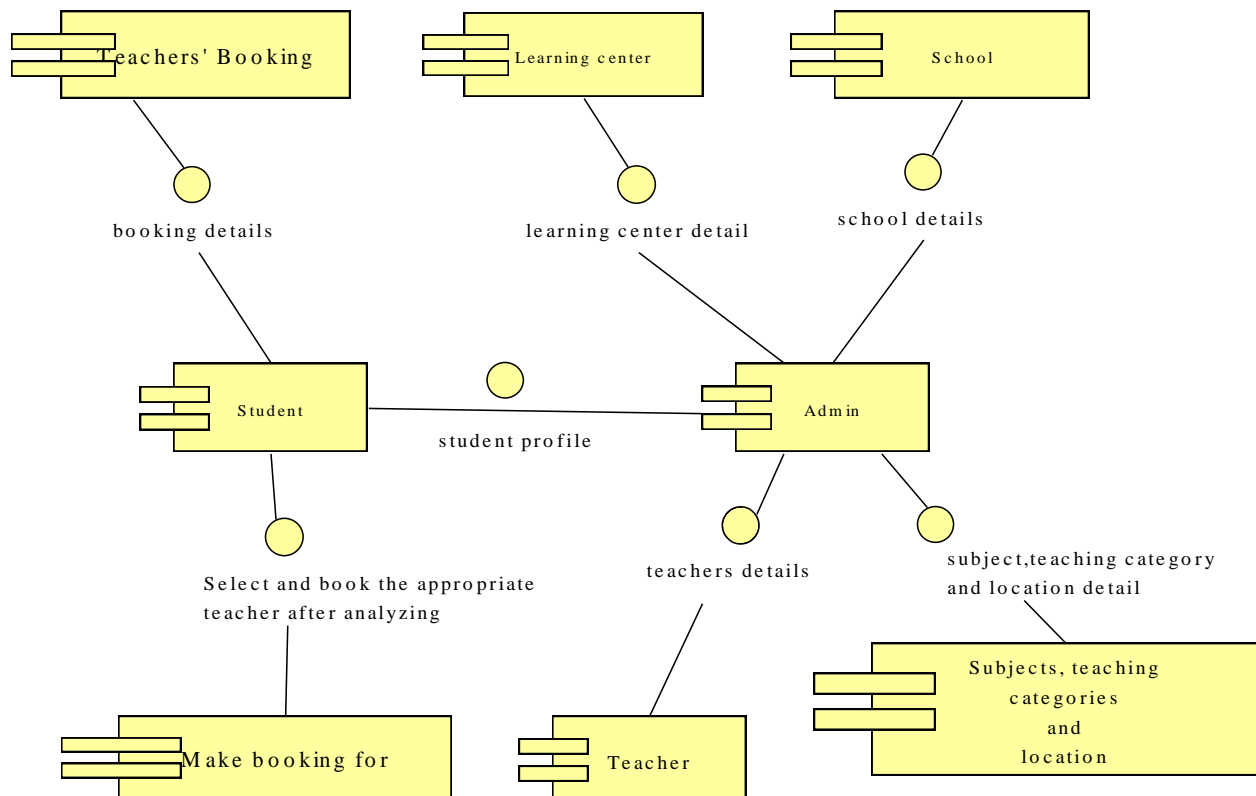 Teachers' Booking
Learning center
School
booking details
learning center detail
school details
Student
Admin
student profile
Select and book the appropriate
teacher after analyzing
teachers details
subject,teaching category
and location detail
Make booking for
Teacher
Subjects, teaching
categories
and
location